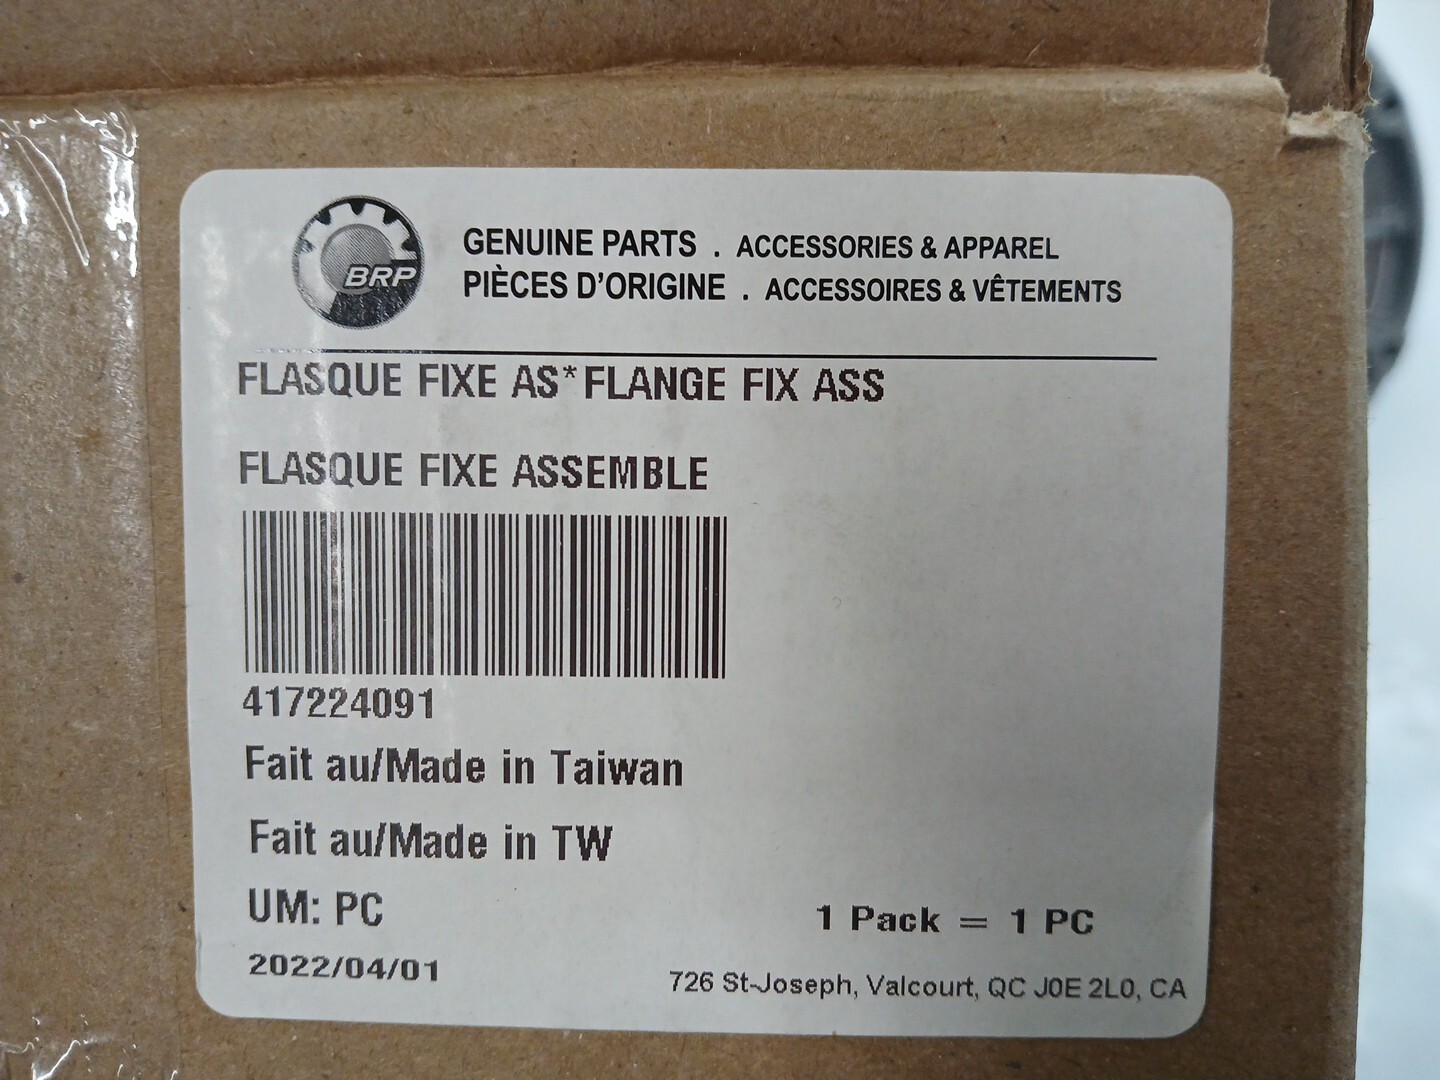 BRP
GENUINE PARTS . ACCESSORIES & APPAREL
PIÈCES D'ORIGINE . ACCESSOIRES & VÊTEMENTS
FLASQUE FIXE AS*FLANGE FIX ASS
FLASQUE FIXE ASSEMBLE
417224091
Fait au/Made in Taiwan
Fait au/Made in TW
UM: PC
1 Pack = 1 PC
2022/04/01
726 St-Joseph, Valcourt, QC J0E 2L0, CA